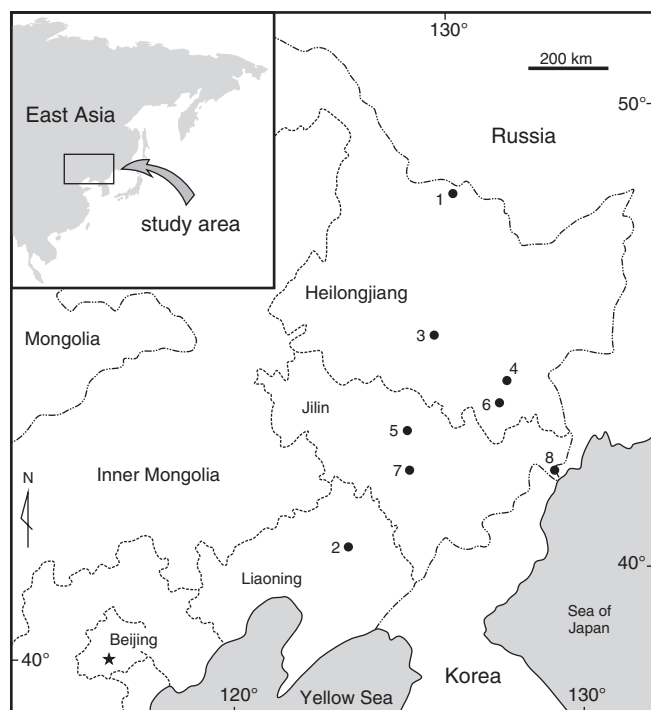 130°
200 km
50°
East Asia
Russia
1
study area
Heilongjiang
Mongolia
3
4
6
Jilin
5
8
7
Inner Mongolia
N
2
Liaoning
40°
Sea of
Japan
Beijing
40°
Korea
120°
Yellow Sea
130°